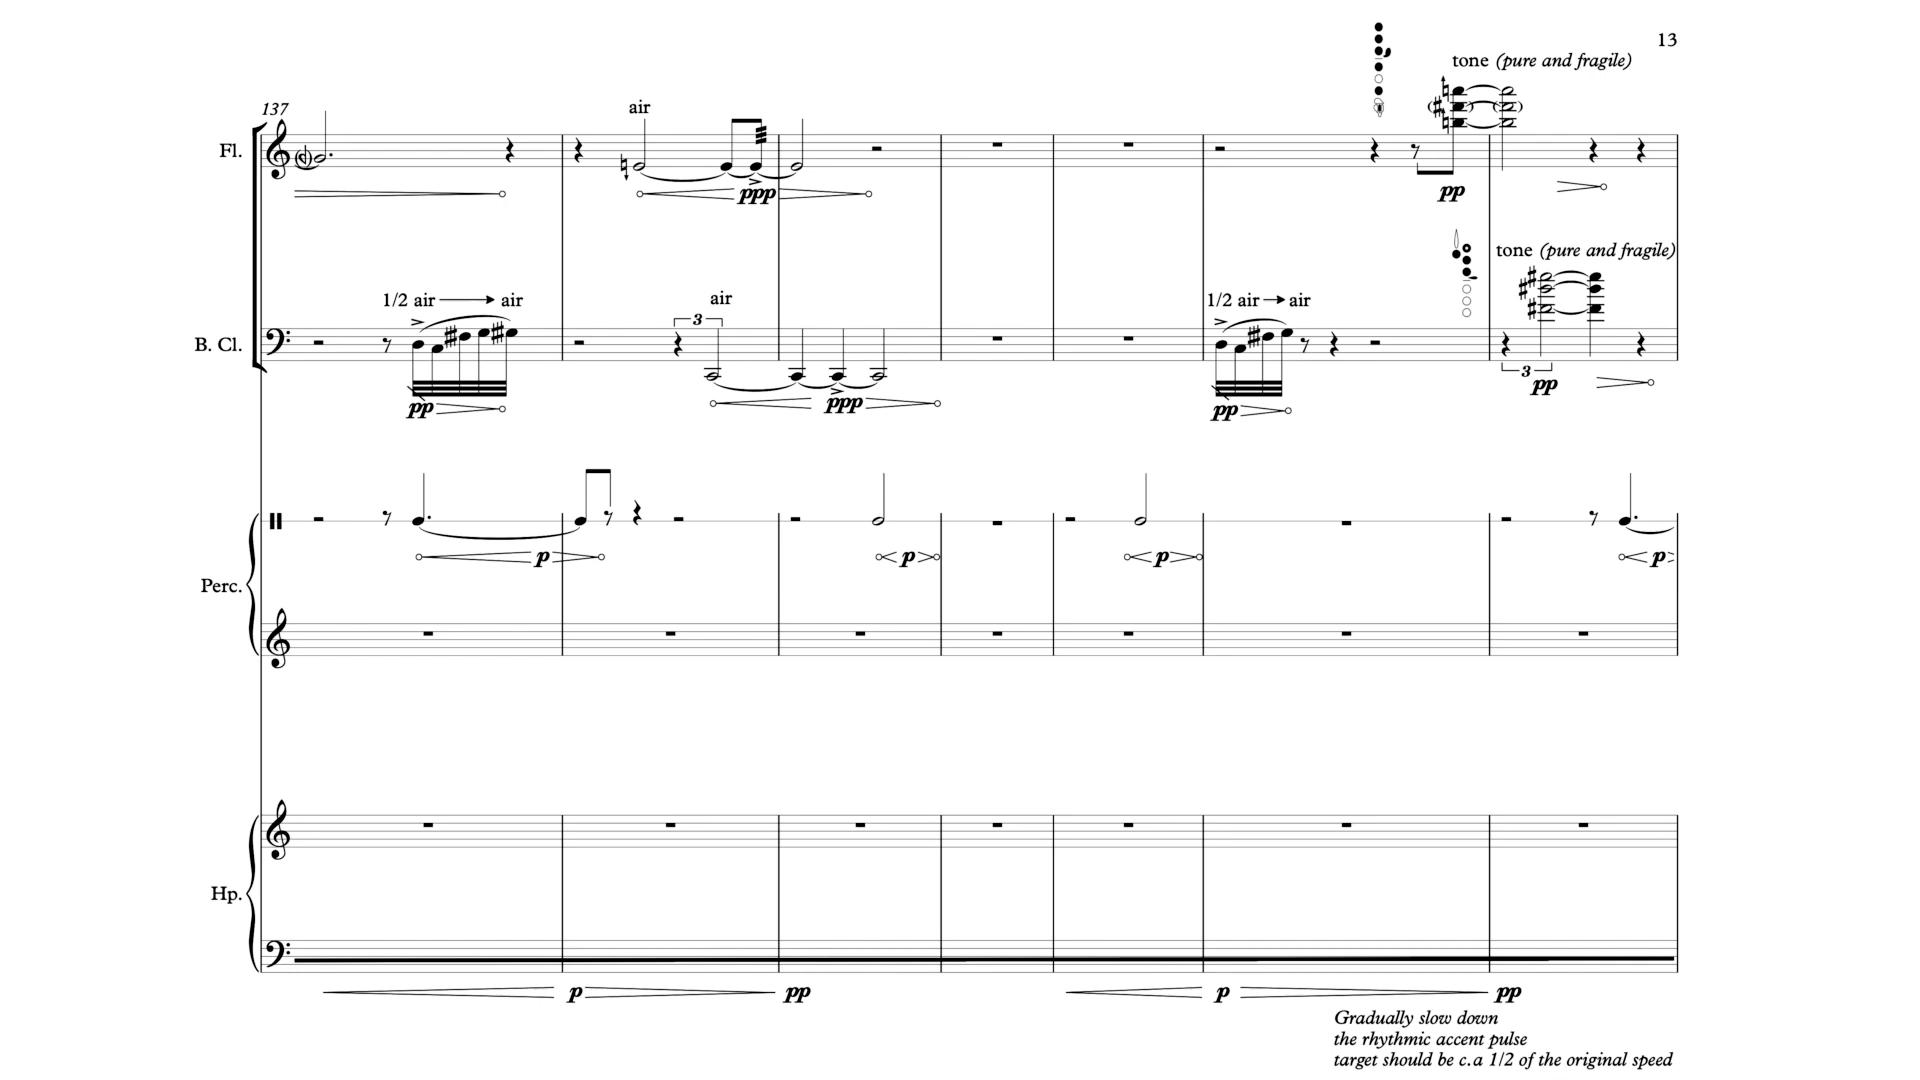 13
tone (pure and fragile)
137
air
Fl.
ppp
pp
tone (pure and fragile)
1/2 air air
3
air
1/2 air air
B. Cl.
pp
ppp
pp
3
pp
p
p
p
p
Perc.
Hp.
p
pp
p
pp
Gradually slow down
the rhythmic accent pulse
target should be c.a 1/2 of the original speed